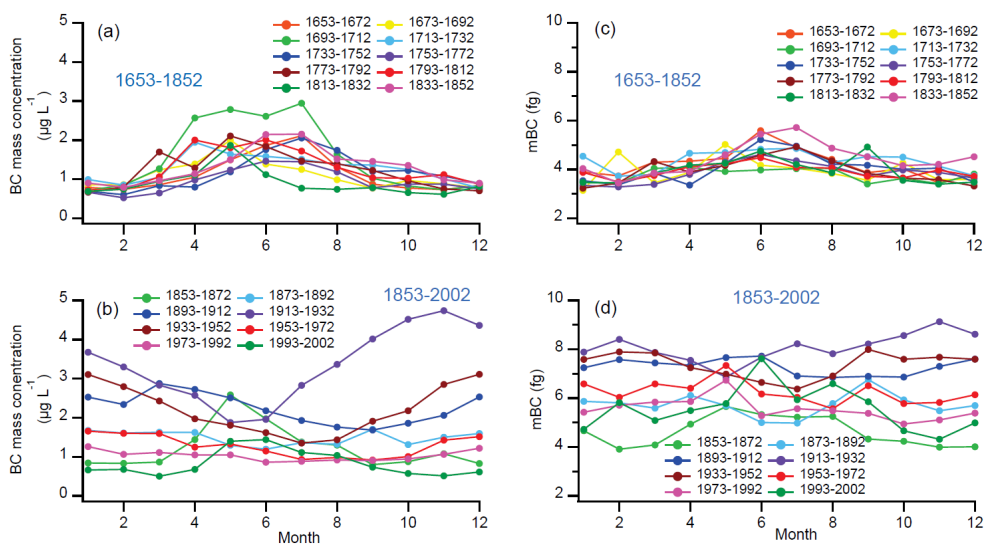 (a)
1653-1852
1653-1672 1673-1692
1693-1712 1713-1732
1733-1752 1753-1772
1773-1792 1793-1812
1813-1832 1833-1852
BC mass concentration
(μg L⁻¹)
5
4
3
2
1
0
2 4 6 8 10 12
(c)
1653-1852
1653-1672 1673-1692
1693-1712 1713-1732
1733-1752 1753-1772
1773-1792 1793-1812
1813-1832 1833-1852
mBC (fg)
10
8
6
4
2
2 4 6 8 10 12
(b)
1853-2002
1853-1872 1873-1892
1893-1912 1913-1932
1933-1952 1953-1972
1973-1992 1993-2002
BC mass concentration
(μg L⁻¹)
5
4
3
2
1
0
2 4 6 8 10 12
Month
(d)
1853-2002
1853-1872 1873-1892
1893-1912 1913-1932
1933-1952 1953-1972
1973-1992 1993-2002
mBC (fg)
10
8
6
4
2
2 4 6 8 10 12
Month